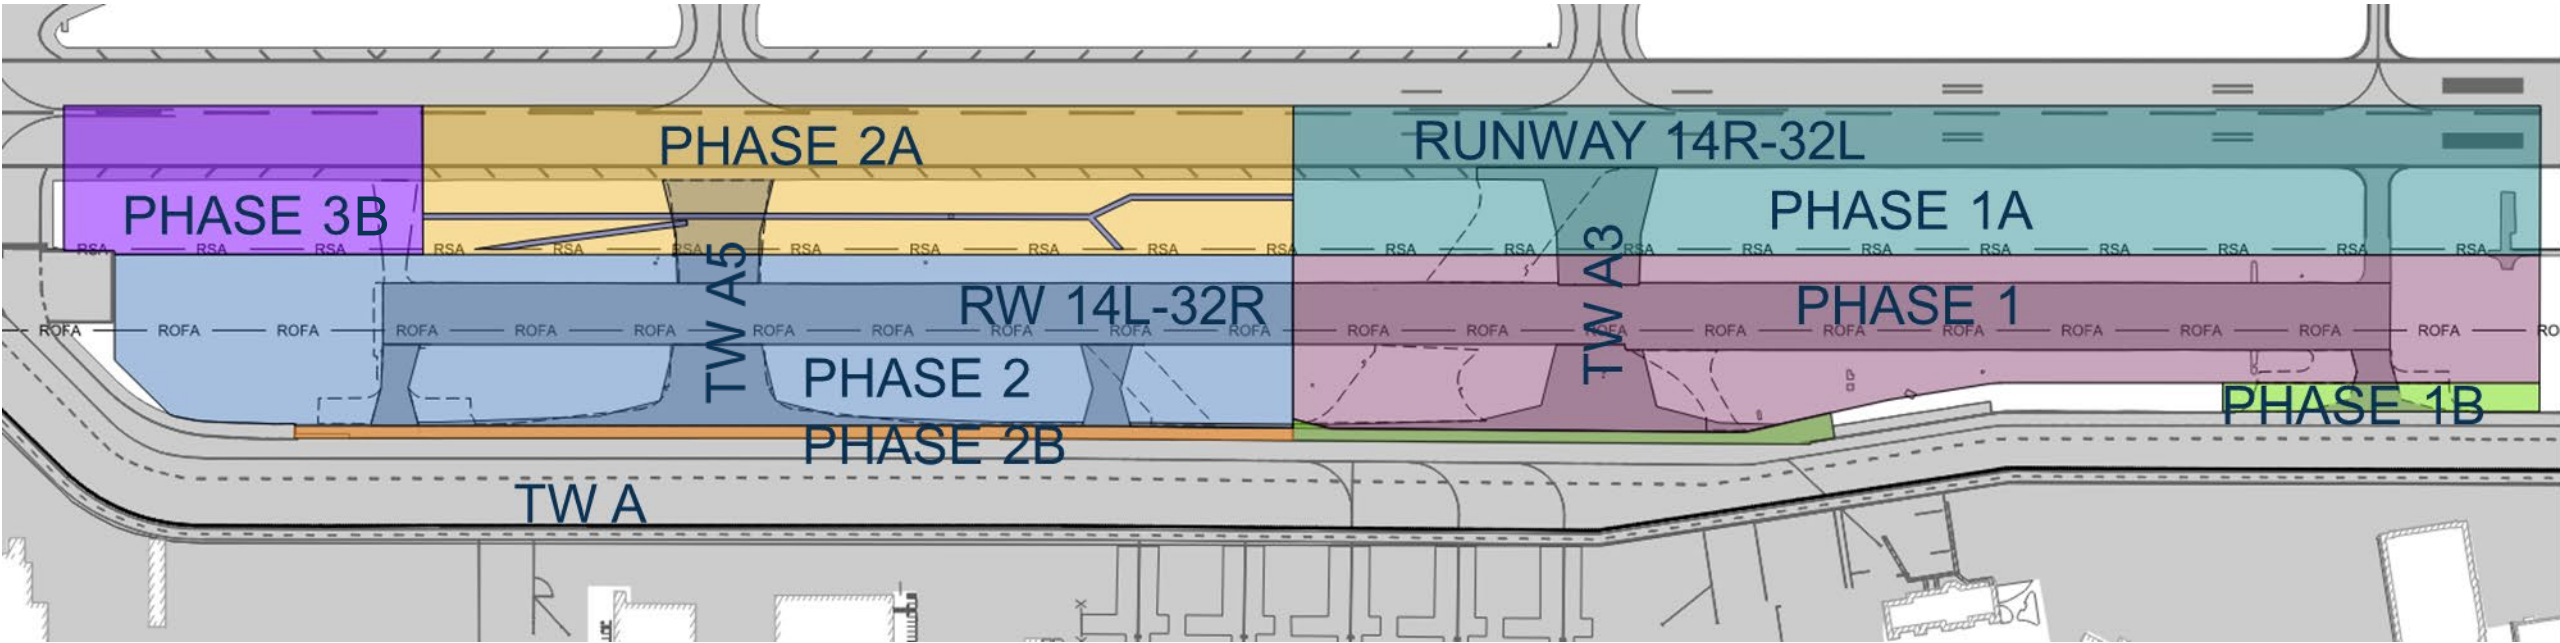 PHASE 2A
RUNWAY 14R-32L
PHASE 3B
PHASE 1A
RSA RSA RSA RSA RSA RSA RSA RSA RSA RSA RSA RSA RSA RSA RSA RSA RSA RSA RSA RSA RSA
TW A5
RW 14L-32R
TW A3
PHASE 1
ROFA ROFA ROFA ROFA ROFA ROFA ROFA ROFA ROFA ROFA ROFA ROFA ROFA ROFA ROFA ROFA ROFA ROFA ROFA ROFA ROFA RO
PHASE 2
PHASE 1B
PHASE 2B
TW A